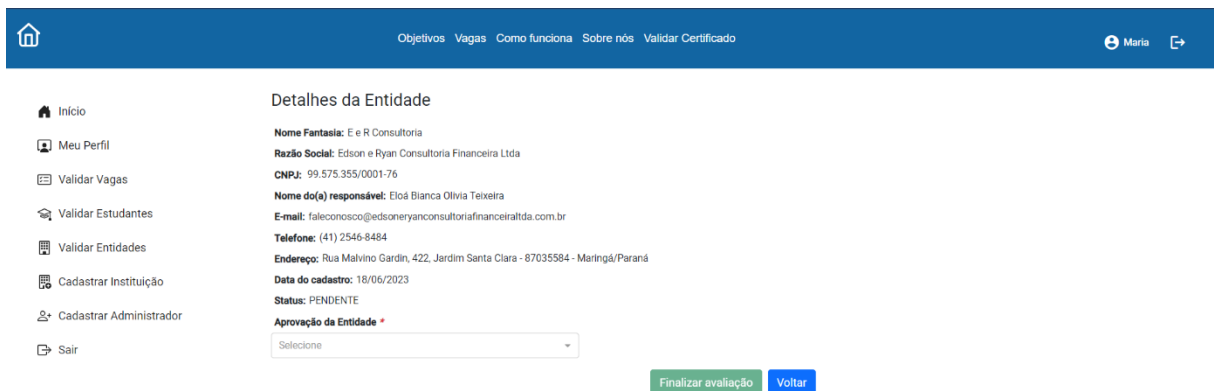 Objetivos Vagas Como funciona Sobre nós Validar Certificado
Maria
Início
Meu Perfil
Validar Vagas
Validar Estudantes
Validar Entidades
Cadastrar Instituição
Cadastrar Administrador
Sair
Detalhes da Entidade
Nome Fantasia: E e R Consultoria
Razão Social: Edson e Ryan Consultoria Financeira Ltda
CNPJ: 99.575.355/0001-76
Nome do(a) responsável: Eloá Bianca Olivia Teixeira
E-mail: faleconosco@edsoneryanconsultoriafinanceiraltda.com.br
Telefone: (41) 2546-8484
Endereço: Rua Malvino Gardin, 422, Jardim Santa Clara - 87035584 - Maringá/Paraná
Data do cadastro: 18/06/2023
Status: PENDENTE
Aprovação da Entidade *
Selecione
Finalizar avaliação Voltar